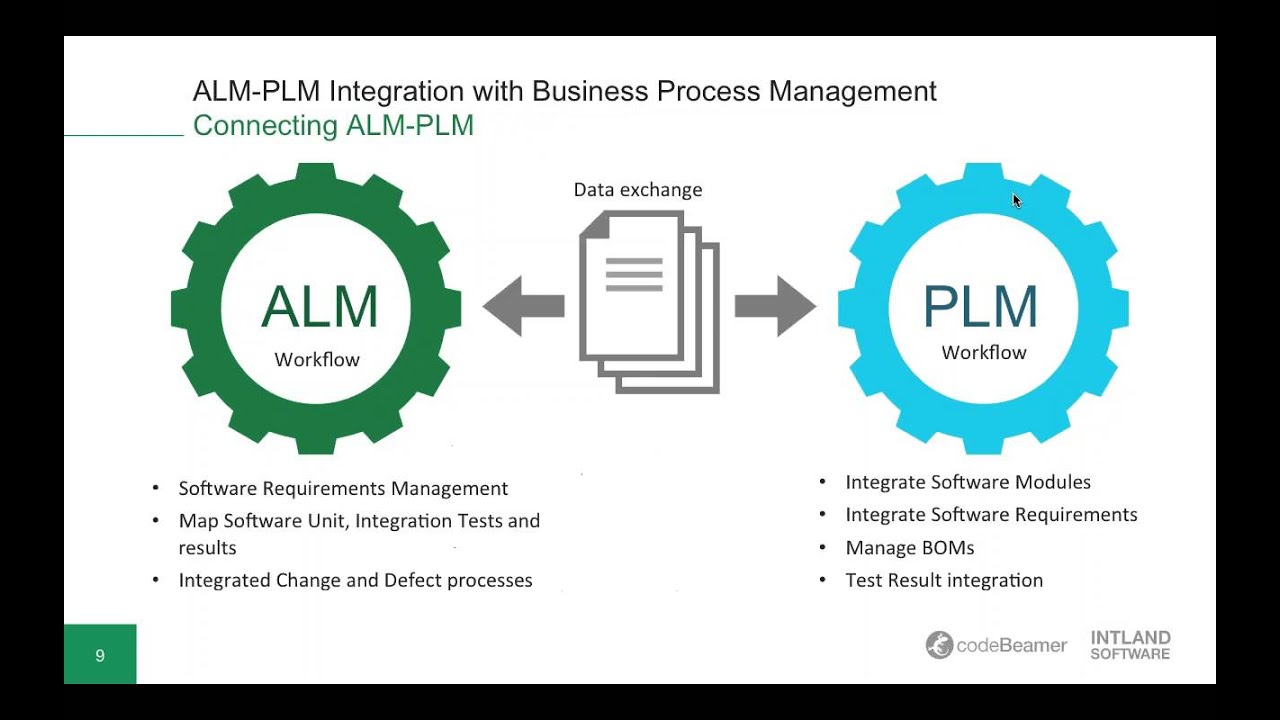 ALM-PLM Integration with Business Process Management
Connecting ALM-PLM
Data exchange
ALM
Workflow
PLM
Workflow
• Software Requirements Management
• Map Software Unit, Integration Tests and
results
• Integrated Change and Defect processes
• Integrate Software Modules
• Integrate Software Requirements
• Manage BOMs
• Test Result integration
9
codeBeamer
INTLAND
SOFTWARE